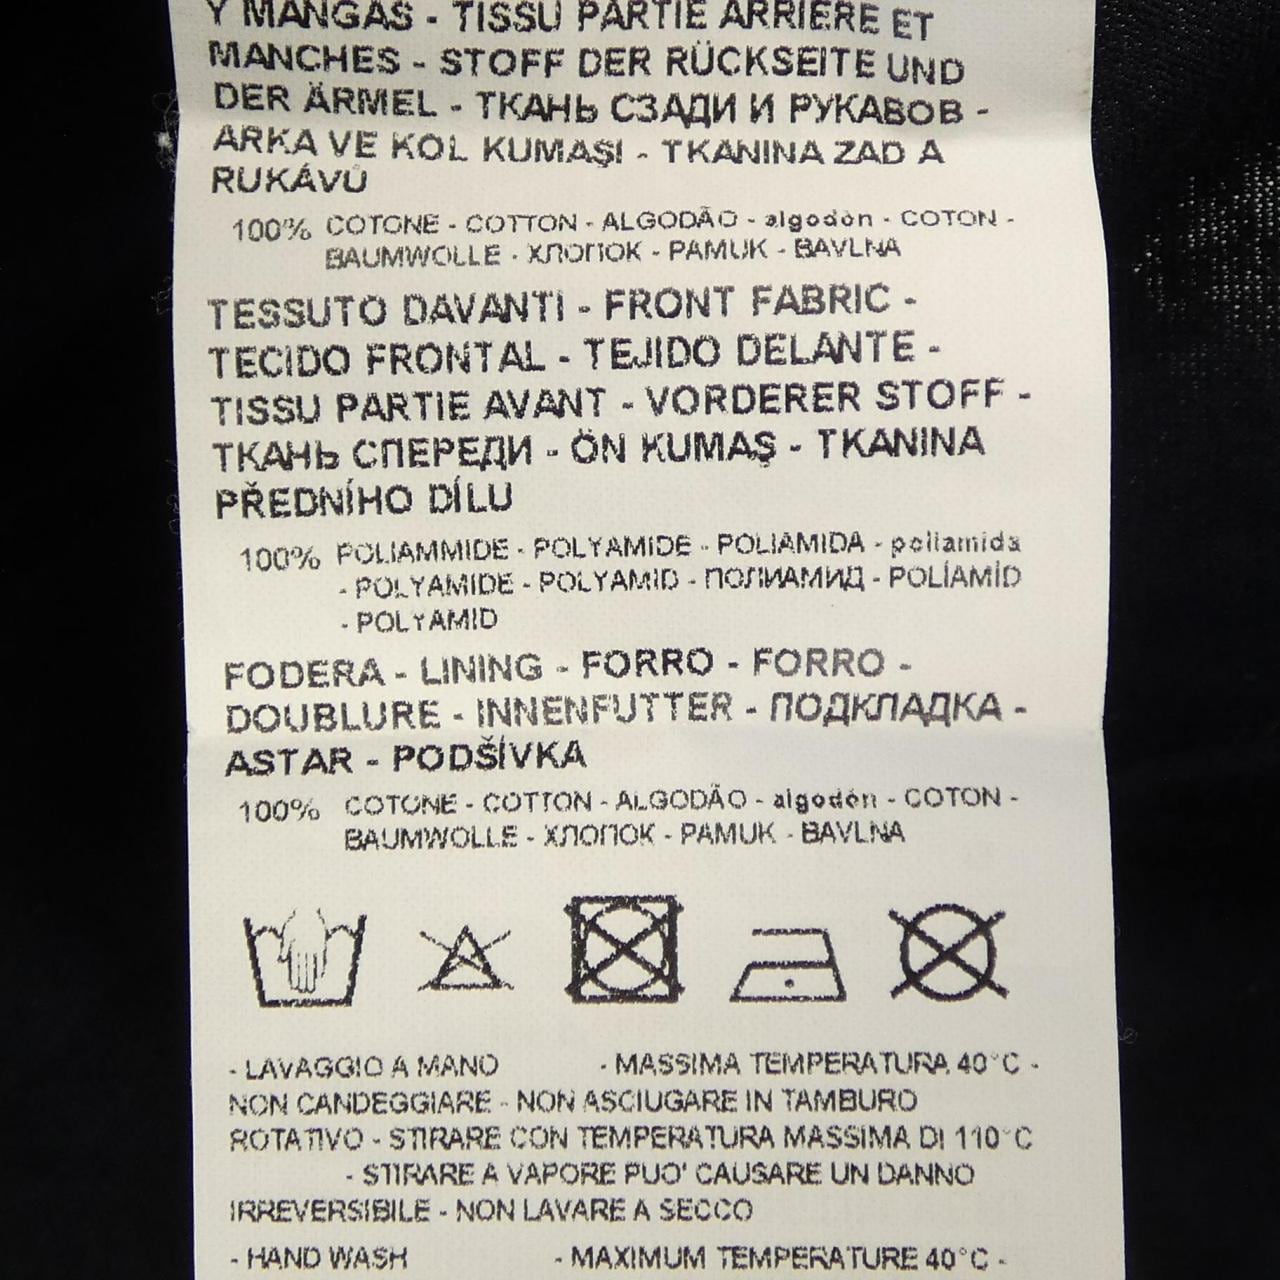 Y MANGAS - TISSU PARTIE ARRIÈRE ET
MANCHES - STOFF DER RÜCKSEITE UND
DER ÄRMEL - ТКАНЬ СЗАДИ И РУКАВОВ -
ARKA VE KOL KUMAŞI - TKANINA ZAD A
RUKÁVŮ
100% COTONE - COTTON - ALGODÃO - algodón - COTON -
BAUMWOLLE - ХЛОПОК - PAMUK - BAVLNA
TESSUTO DAVANTI - FRONT FABRIC -
TECIDO FRONTAL - TEJIDO DELANTE -
TISSU PARTIE AVANT - VORDERER STOFF -
ТКАНЬ СПЕРЕДИ - ÖN KUMAŞ - TKANINA
PŘEDNÍHO DÍLU
100% POLIAMMIDE - POLYAMIDE - POLIAMIDA - poliamida
- POLYAMIDE - POLYAMID - ПОЛИАМИД - POLİAMİD
- POLYAMID
FODERA - LINING - FORRO - FORRO -
DOUBLURE - INNENFUTTER - ПОДКЛАДКА -
ASTAR - PODŠÍVKA
100% COTONE - COTTON - ALGODÃO - algodón - COTON -
BAUMWOLLE - ХЛОПОК - PAMUK - BAVLNA
- LAVAGGIO A MANO - MASSIMA TEMPERATURA 40°C -
NON CANDEGGIARE - NON ASCIUGARE IN TAMBURO
ROTATIVO - STIRARE CON TEMPERATURA MASSIMA DI 110°C
- STIRARE A VAPORE PUO' CAUSARE UN DANNO
IRREVERSIBILE - NON LAVARE A SECCO
- HAND WASH - MAXIMUM TEMPERATURE 40°C -